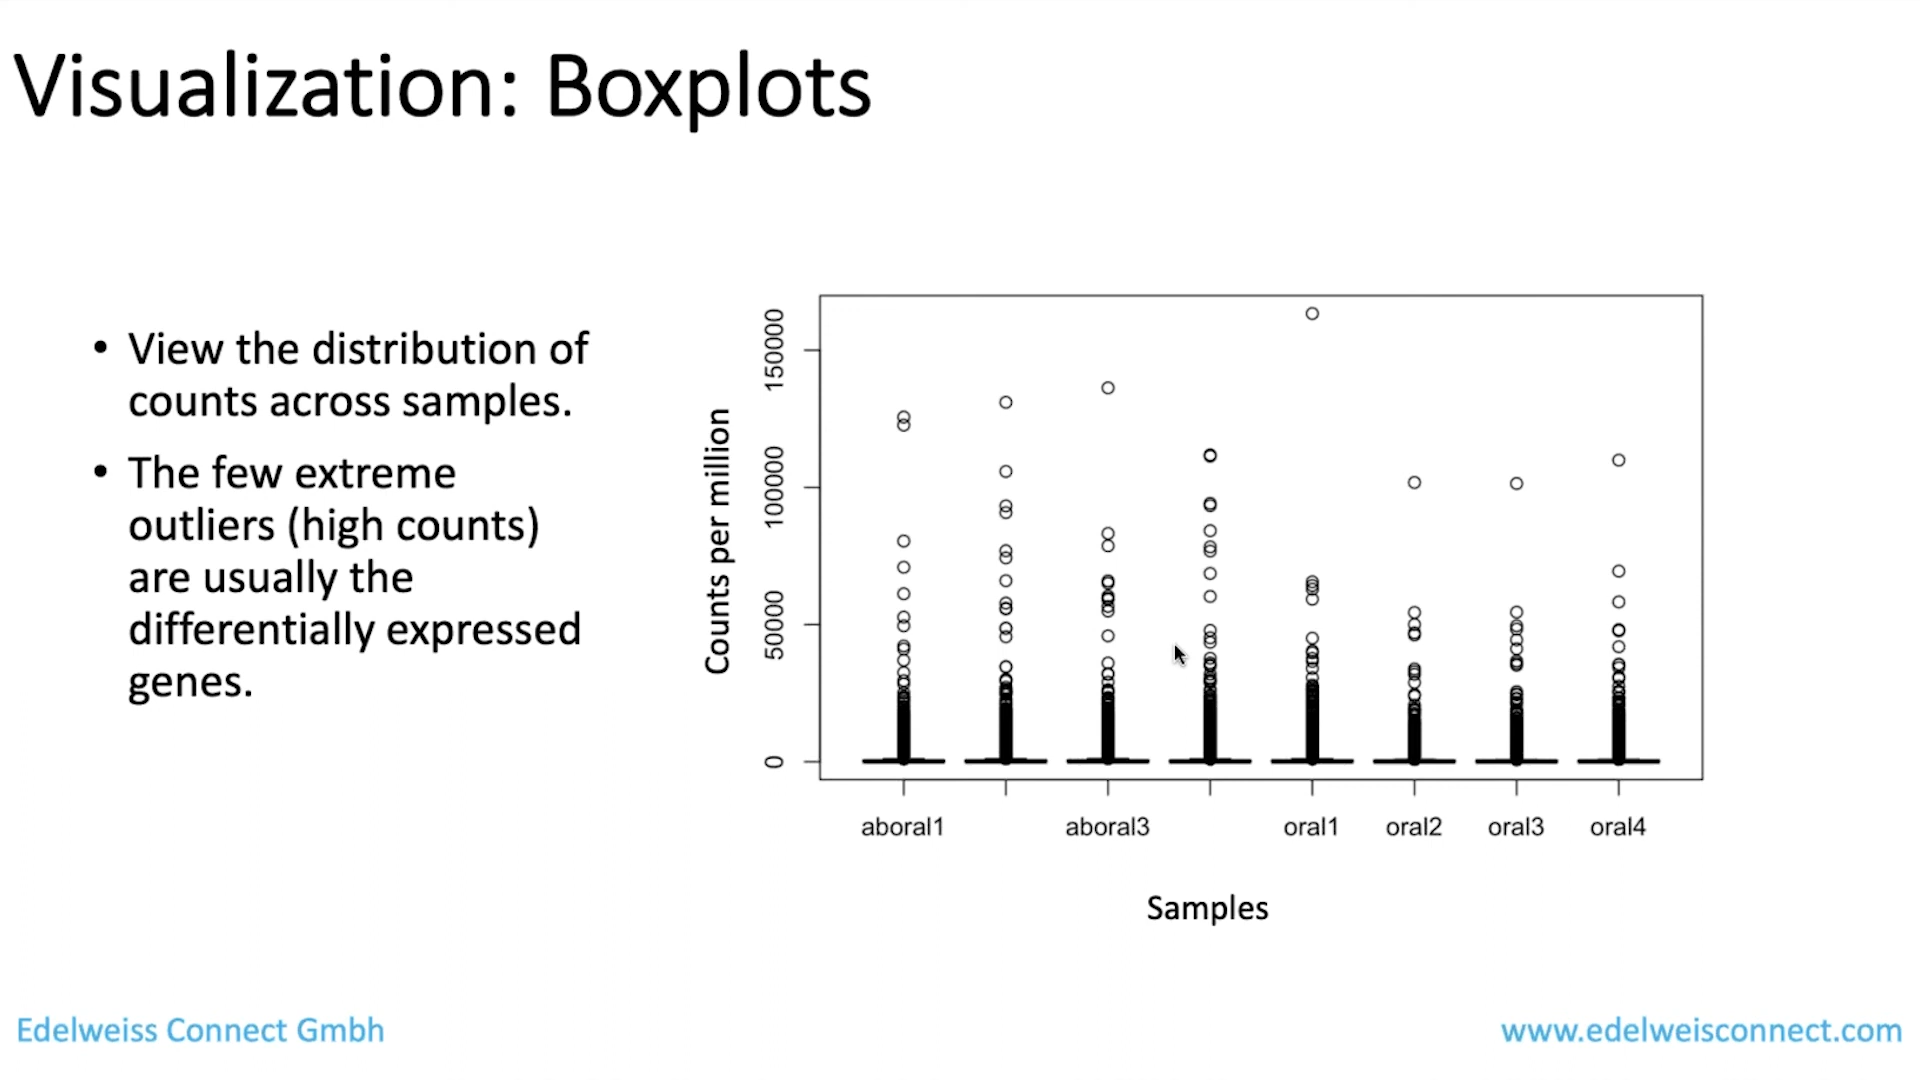 Visualization: Boxplots
• View the distribution of
counts across samples.
• The few extreme
outliers (high counts)
are usually the
differentially expressed
genes.
Counts per million
150000
100000
50000
0
aboral1 aboral3 oral1 oral2 oral3 oral4
Samples
Edelweiss Connect Gmbh
www.edelweisconnect.com